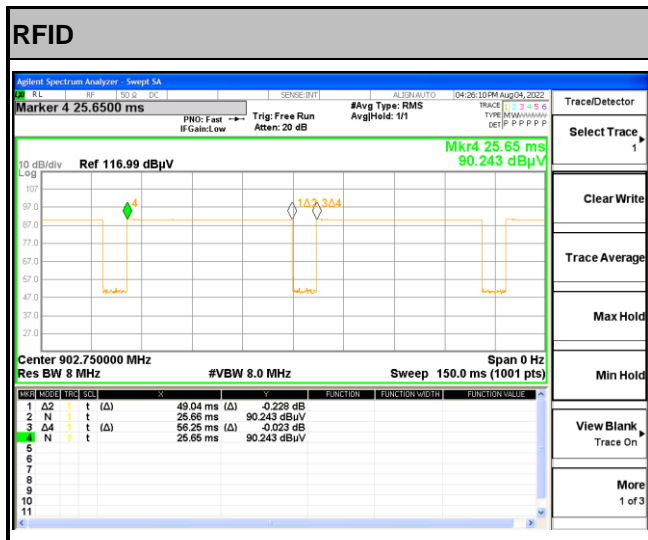 RFID
Agilent Spectrum Analyzer - Swept SA
RL RF 50 Ω DC SENSE:INT ALIGN AUTO 04:26:10 PM Aug 04, 2022
Marker 4 25.6500 ms
PNO: Fast
IFGain:Low
Trig: Free Run
Atten: 20 dB
#Avg Type: RMS
Avg|Hold: 1/1
TRACE 1 2 3 4 5 6
TYPE MWWWWW
DET P P P P P P
Mkr4 25.65 ms
90.243 dBµV
10 dB/div Ref 116.99 dBµV
Log
107
97.0
87.0
77.0
67.0
57.0
47.0
37.0
27.0
4
1Δ2
3Δ4
Center 902.750000 MHz Span 0 Hz
Res BW 8 MHz #VBW 8.0 MHz Sweep 150.0 ms (1001 pts)
MKR MODE TRC SCL X Y FUNCTION FUNCTION WIDTH FUNCTION VALUE
1 Δ2 1 t (Δ) 49.04 ms (Δ) -0.228 dB
2 N 1 t 25.66 ms 90.243 dBµV
3 Δ4 1 t (Δ) 56.25 ms (Δ) -0.023 dB
4 N 1 t 25.65 ms 90.243 dBµV
5
6
7
8
9
10
11
Trace/Detector
Select Trace
1
Clear Write
Trace Average
Max Hold
Min Hold
View Blank
Trace On
More
1 of 3